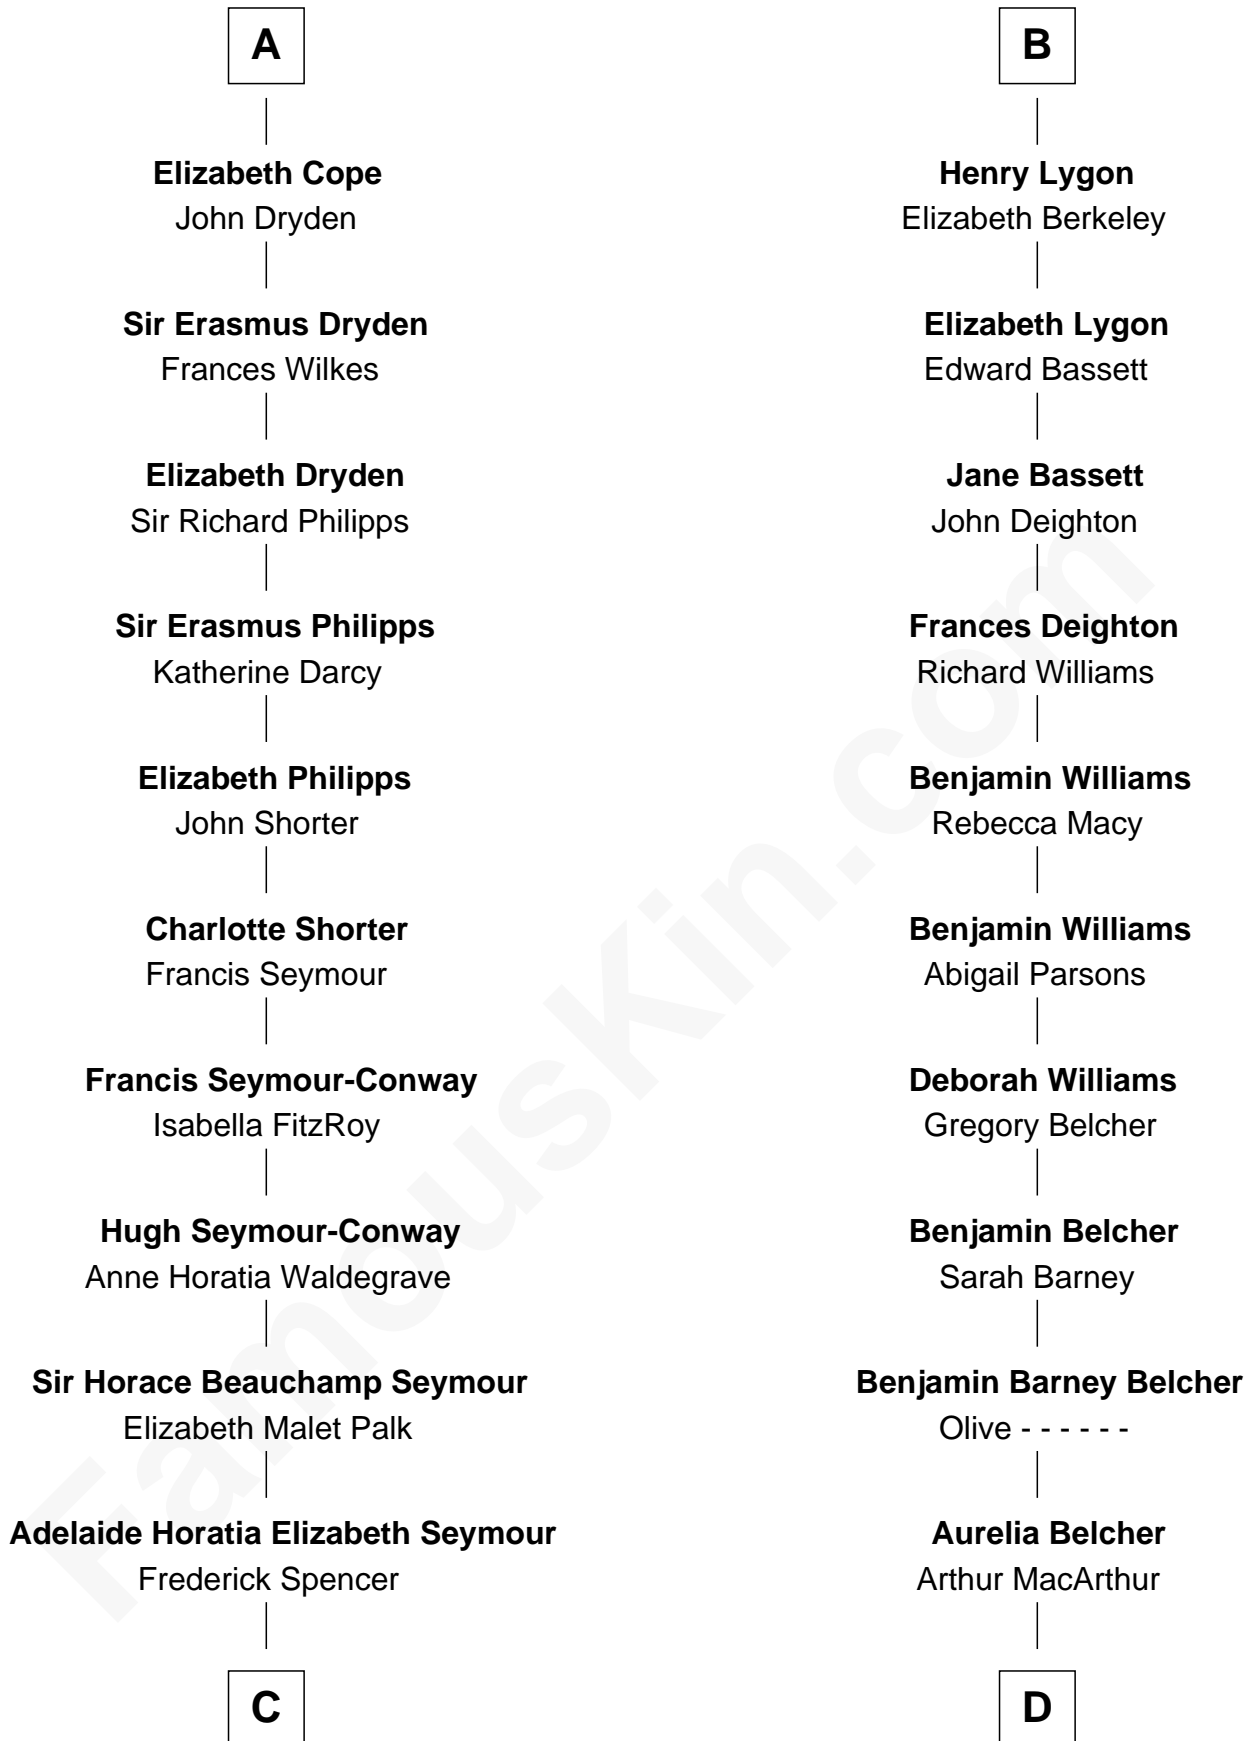 A
Elizabeth Cope
John Dryden
Sir Erasmus Dryden
Frances Wilkes
Elizabeth Dryden
Sir Richard Philipps
Sir Erasmus Philipps
Katherine Darcy
Elizabeth Philipps
John Shorter
Charlotte Shorter
Francis Seymour
Francis Seymour-Conway
Isabella FitzRoy
Hugh Seymour-Conway
Anne Horatia Waldegrave
Sir Horace Beauchamp Seymour
Elizabeth Malet Palk
Adelaide Horatia Elizabeth Seymour
Frederick Spencer
C
B
Henry Lygon
Elizabeth Berkeley
Elizabeth Lygon
Edward Bassett
Jane Bassett
John Deighton
Frances Deighton
Richard Williams
Benjamin Williams
Rebecca Macy
Benjamin Williams
Abigail Parsons
Deborah Williams
Gregory Belcher
Benjamin Belcher
Sarah Barney
Benjamin Barney Belcher
Olive - - - - - -
Aurelia Belcher
Arthur MacArthur
D
FamousKin.com